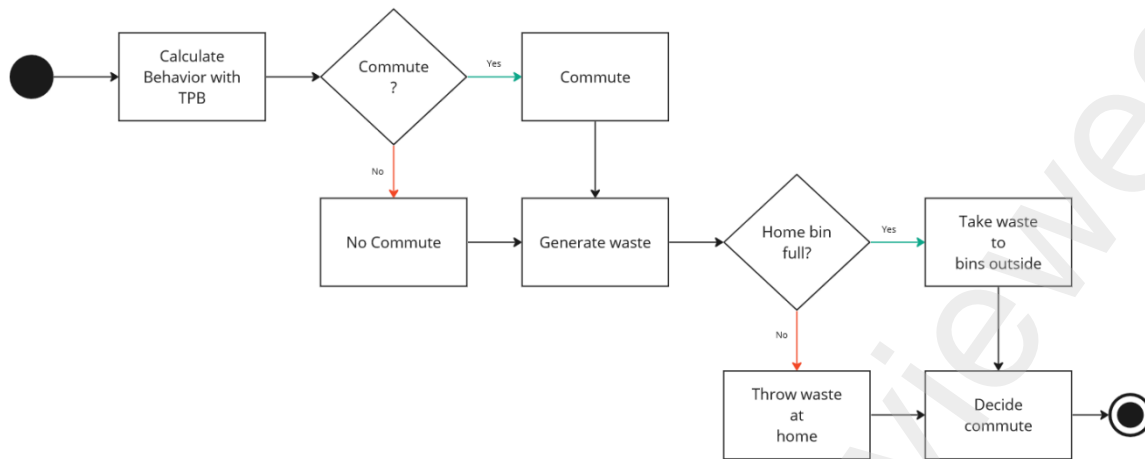 Calculate
Behavior with
TPB
Commute
?
Yes
Commute
No
No Commute
Generate waste
Home bin
full?
Yes
Take waste
to
bins outside
No
Throw waste
at
home
Decide
commute